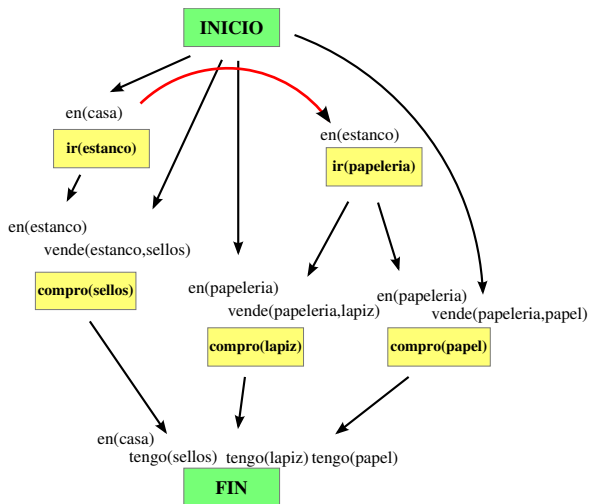 INICIO
en(casa)
en(estanco)
ir(estanco)
ir(papeleria)
en(estanco)
vende(estanco,sellos)
en(papeleria)
en(papeleria)
compro(sellos)
vende(papeleria,lapiz)
vende(papeleria,papel)
compro(lapiz)
compro(papel)
en(casa)
tengo(sellos)
tengo(lapiz)
tengo(papel)
FIN